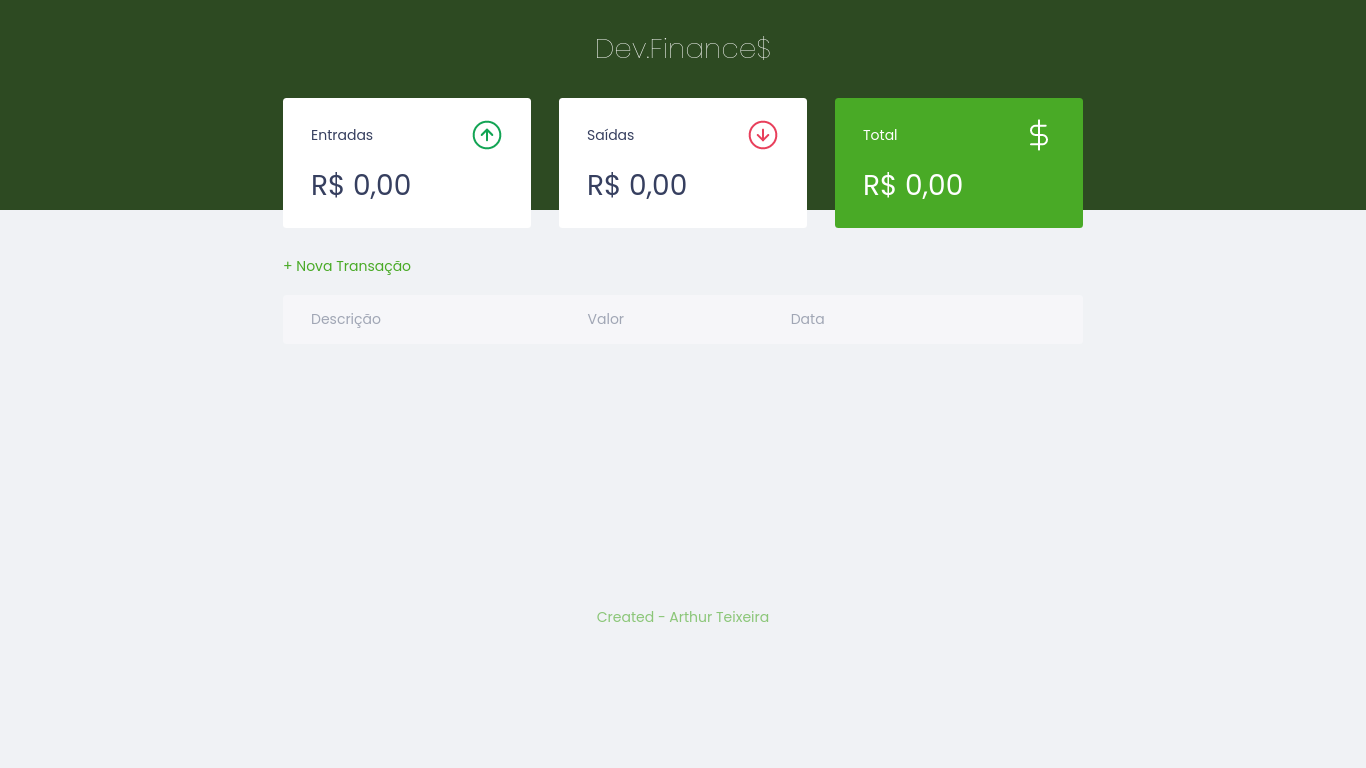 Dev.Finance$
Entradas
R$ 0,00
Saídas
R$ 0,00
Total
R$ 0,00
+ Nova Transação
Descrição Valor Data
Created - Arthur Teixeira